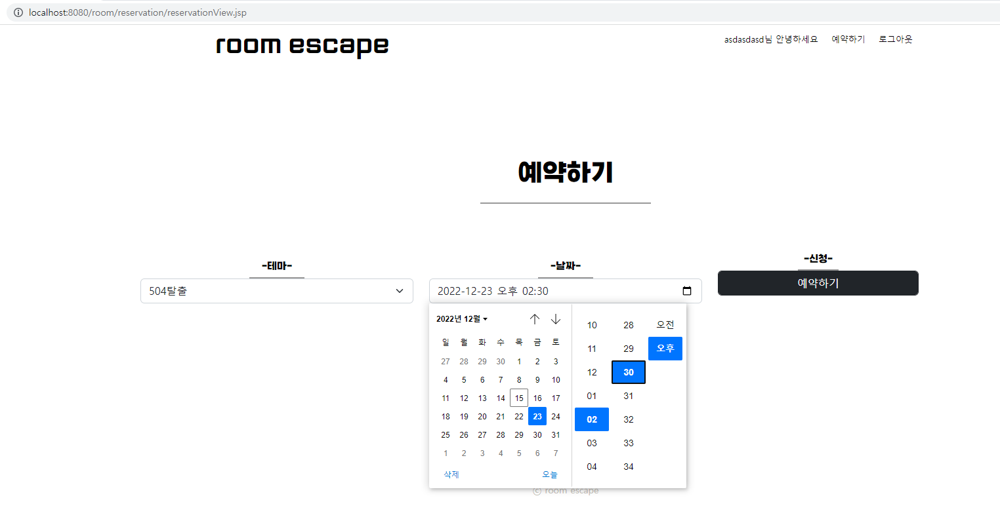 localhost:8080/room/reservation/reservationView.jsp
room escape
asdasdasd님 안녕하세요 예약하기 로그아웃
예약하기
-테마-
504탈출
-날짜-
2022-12-23 오후 02:30
-신청-
예약하기
2022년 12월
일 월 화 수 목 금 토
27 28 29 30 1 2 3
4 5 6 7 8 9 10
11 12 13 14 15 16 17
18 19 20 21 22 23 24
25 26 27 28 29 30 31
1 2 3 4 5 6 7
삭제 오늘
10 28 오전
11 29 오후
12 30
01 31
02 32
03 33
04 34
ⓒ room escape